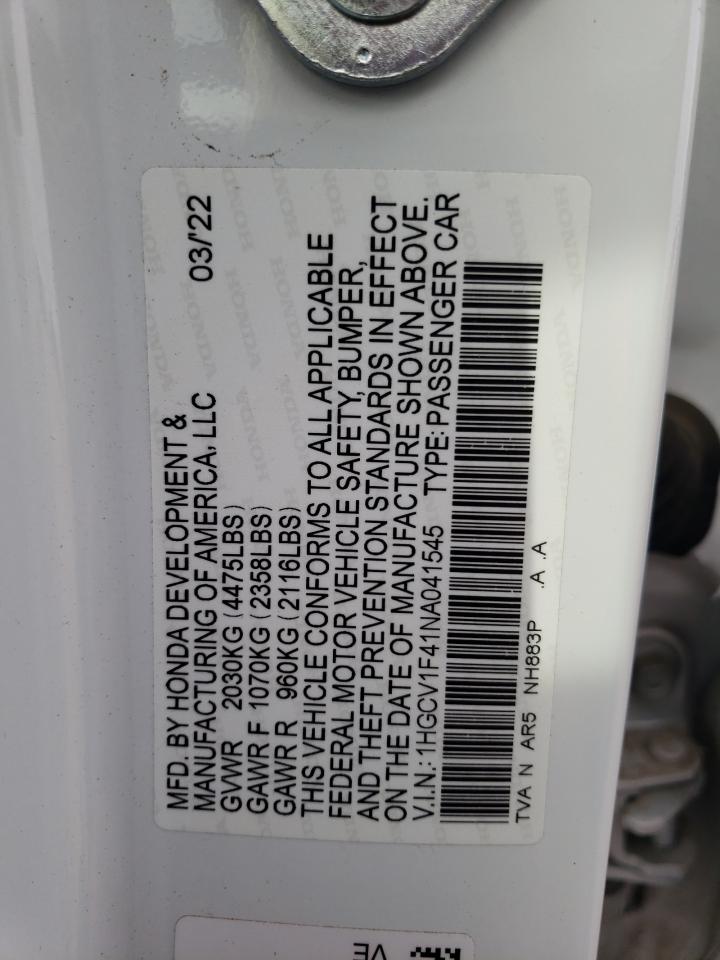 MFD. BY HONDA DEVELOPMENT &
MANUFACTURING OF AMERICA, LLC 03/'22
GVWR 2030KG (4475LBS)
GAWR F 1070KG (2358LBS)
GAWR R 960KG (2116LBS)
THIS VEHICLE CONFORMS TO ALL APPLICABLE
FEDERAL MOTOR VEHICLE SAFETY, BUMPER,
AND THEFT PREVENTION STANDARDS IN EFFECT
ON THE DATE OF MANUFACTURE SHOWN ABOVE.
V.I.N.: 1HGCV1F41NA041545 TYPE: PASSENGER CAR
TVA N AR5 NH883P .A .A
VE